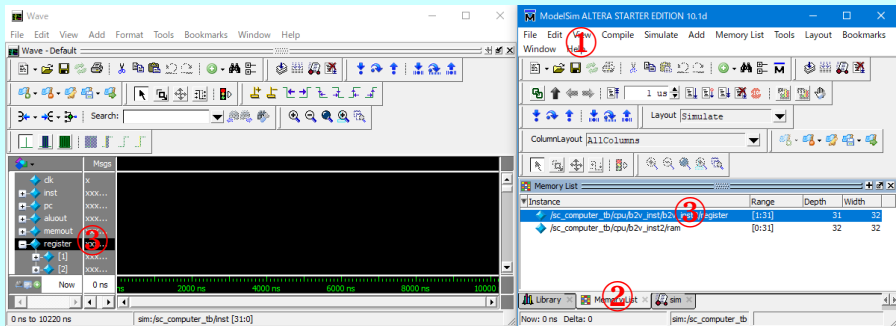 Wave
File Edit View Add Format Tools Bookmarks Window Help
Wave - Default
Search:
Msgs
clk x
inst xxx...
pc xxx...
aluout xxx...
memout xxx...
register xxx...
③
[1]
[2]
Now 0 ns
2000 ns 4000 ns 6000 ns 8000 ns 10000
0 ns to 10220 ns sim:/sc_computer_tb/inst [31:0]
ModelSim ALTERA STARTER EDITION 10.1d
File Edit View Compile Simulate Add Memory List Tools Layout Bookmarks
①
Window
1 us
Layout Simulate
ColumnLayout AllColumns
Memory List
Instance Range Depth Width
/sc_computer_tb/cpu/b2v_inst/b2v_inst /register [1:31] 31 32
③
/sc_computer_tb/cpu/b2v_inst2/ram [0:31] 32 32
②
Library Memory List sim
Now: 0 ns Delta: 0 sim:/sc_computer_tb